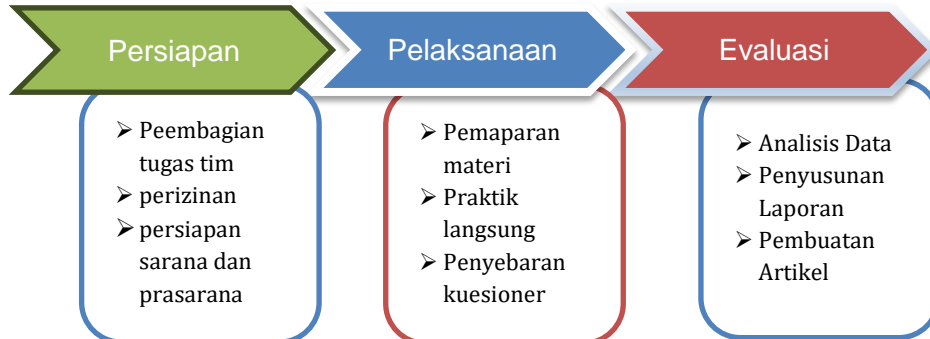 Persiapan
Pelaksanaan
Evaluasi
➢ Peembagian
tugas tim
➢ perizinan
➢ persiapan
sarana dan
prasarana
➢ Pemaparan
materi
➢ Praktik
langsung
➢ Penyebaran
kuesioner
➢ Analisis Data
➢ Penyusunan
Laporan
➢ Pembuatan
Artikel